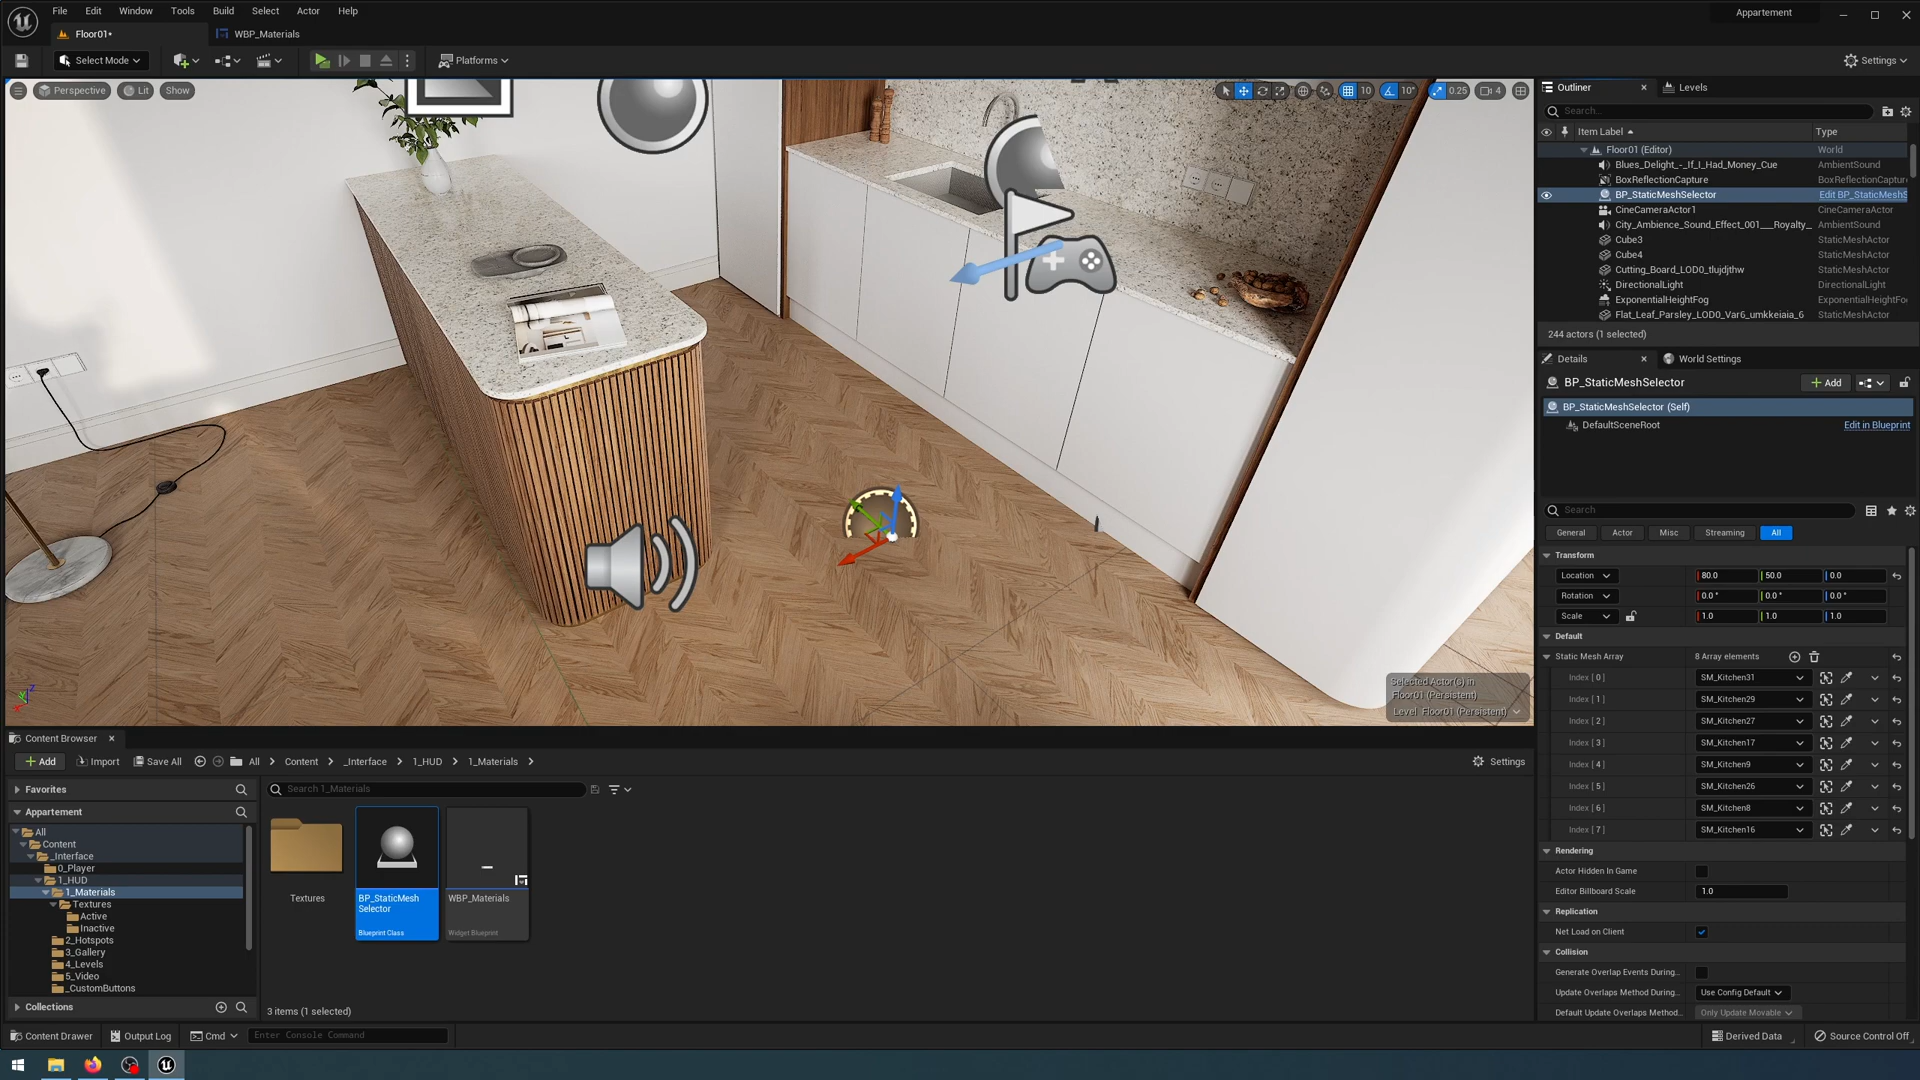 File Edit Window Tools Build Select Actor Help
Appartement
Floor01•
WBP_Materials
Select Mode
Platforms
Settings
Perspective Lit Show
10 10° 0.25 4
Selected Actor(s) in
Floor01 (Persistent)
Level: Floor01 (Persistent)
Outliner
Levels
Search...
Item Label Type
Floor01 (Editor) World
Blues_Delight_-_If_I_Had_Money_Cue AmbientSound
BoxReflectionCapture BoxReflectionCapture
BP_StaticMeshSelector Edit BP_StaticMeshS
CineCameraActor1 CineCameraActor
City_Ambience_Sound_Effect_001___Royalty_ AmbientSound
Cube3 StaticMeshActor
Cube4 StaticMeshActor
Cutting_Board_LOD0_tlujdjthw StaticMeshActor
DirectionalLight DirectionalLight
ExponentialHeightFog ExponentialHeightFo
Flat_Leaf_Parsley_LOD0_Var6_umkkeiaia_6 StaticMeshActor
244 actors (1 selected)
Details
World Settings
BP_StaticMeshSelector
Add
BP_StaticMeshSelector (Self)
DefaultSceneRoot Edit in Blueprint
Search
General Actor Misc Streaming All
Transform
Location 80.0 50.0 0.0
Rotation 0.0 ° 0.0 ° 0.0 °
Scale 1.0 1.0 1.0
Default
Static Mesh Array 8 Array elements
Index [ 0 ] SM_Kitchen31
Index [ 1 ] SM_Kitchen29
Index [ 2 ] SM_Kitchen27
Index [ 3 ] SM_Kitchen17
Index [ 4 ] SM_Kitchen9
Index [ 5 ] SM_Kitchen26
Index [ 6 ] SM_Kitchen8
Index [ 7 ] SM_Kitchen16
Rendering
Actor Hidden In Game
Editor Billboard Scale 1.0
Replication
Net Load on Client
Collision
Generate Overlap Events During...
Update Overlaps Method During... Use Config Default
Default Update Overlaps Method... Only Update Movable
Content Browser
Add Import Save All All Content _Interface 1_HUD 1_Materials Settings
Favorites
Appartement
All
Content
_Interface
0_Player
1_HUD
1_Materials
Textures
Active
Inactive
2_Hotspots
3_Gallery
4_Levels
5_Video
_CustomButtons
Collections
Search 1_Materials
Textures
BP_StaticMesh
Selector
Blueprint Class
WBP_Materials
Widget Blueprint
3 items (1 selected)
Content Drawer Output Log Cmd Enter Console Command Derived Data Source Control Off